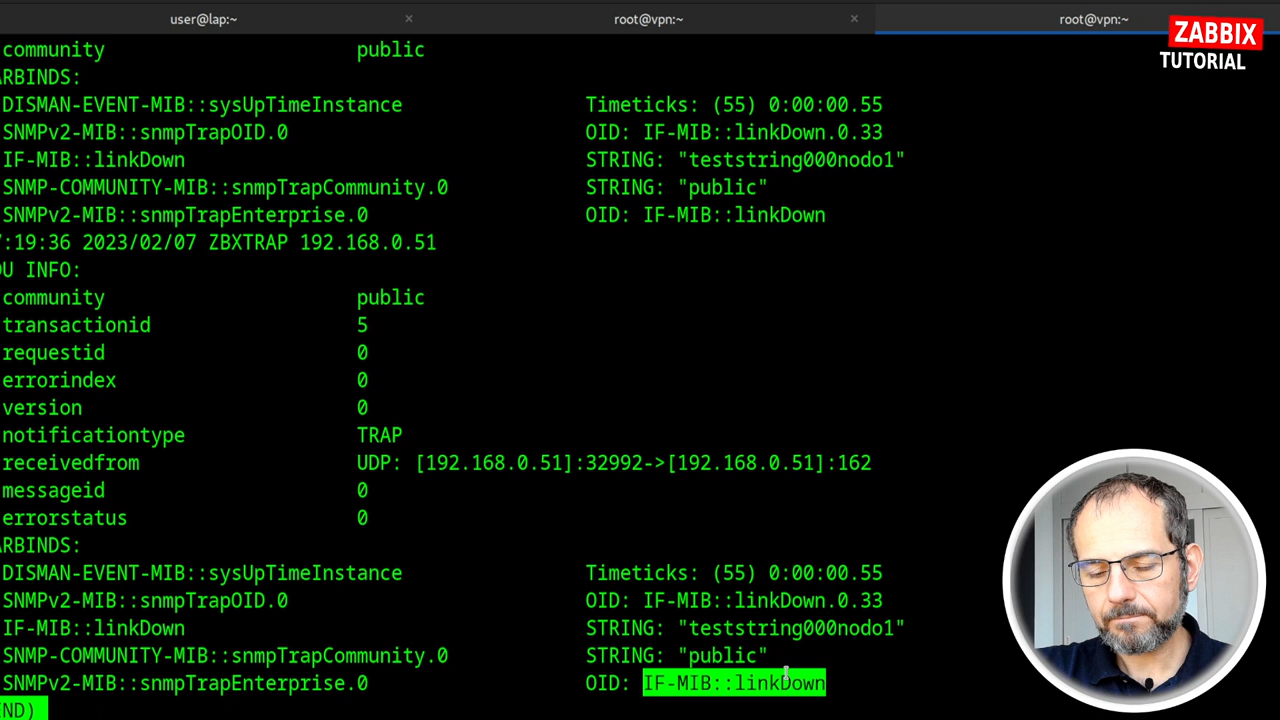 user@lap:~ × root@vpn:~ × root@vpn:~
ZABBIX
TUTORIAL
community public
ARBINDS:
DISMAN-EVENT-MIB::sysUpTimeInstance Timeticks: (55) 0:00:00.55
SNMPv2-MIB::snmpTrapOID.0 OID: IF-MIB::linkDown.0.33
IF-MIB::linkDown STRING: "teststring000nodo1"
SNMP-COMMUNITY-MIB::snmpTrapCommunity.0 STRING: "public"
SNMPv2-MIB::snmpTrapEnterprise.0 OID: IF-MIB::linkDown
:19:36 2023/02/07 ZBXTRAP 192.168.0.51
DU INFO:
community public
transactionid 5
requestid 0
errorindex 0
version 0
notificationtype TRAP
receivedfrom UDP: [192.168.0.51]:32992->[192.168.0.51]:162
messageid 0
errorstatus 0
ARBINDS:
DISMAN-EVENT-MIB::sysUpTimeInstance Timeticks: (55) 0:00:00.55
SNMPv2-MIB::snmpTrapOID.0 OID: IF-MIB::linkDown.0.33
IF-MIB::linkDown STRING: "teststring000nodo1"
SNMP-COMMUNITY-MIB::snmpTrapCommunity.0 STRING: "public"
SNMPv2-MIB::snmpTrapEnterprise.0 OID: IF-MIB::linkDown
END)